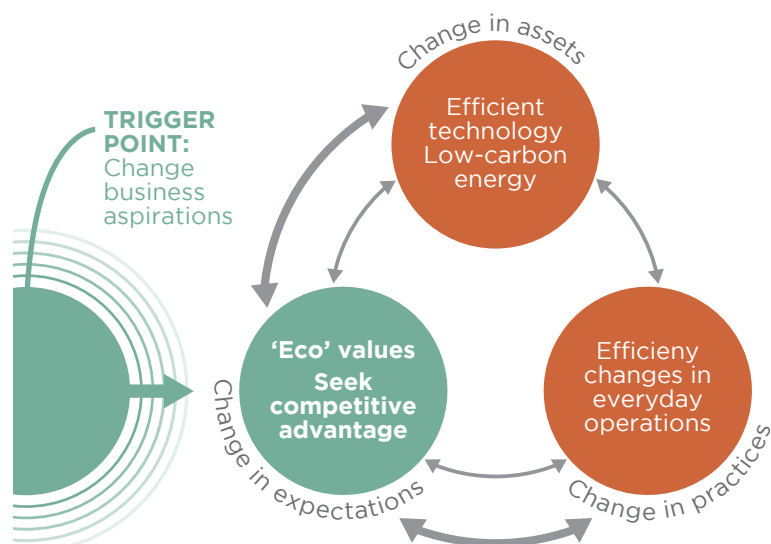 TRIGGER
POINT:
Change
business
aspirations
Change in assets
Efficient
technology
Low-carbon
energy
‘Eco’ values
Seek
competitive
advantage
Change in expectations
Efficieny
changes in
everyday
operations
Change in practices